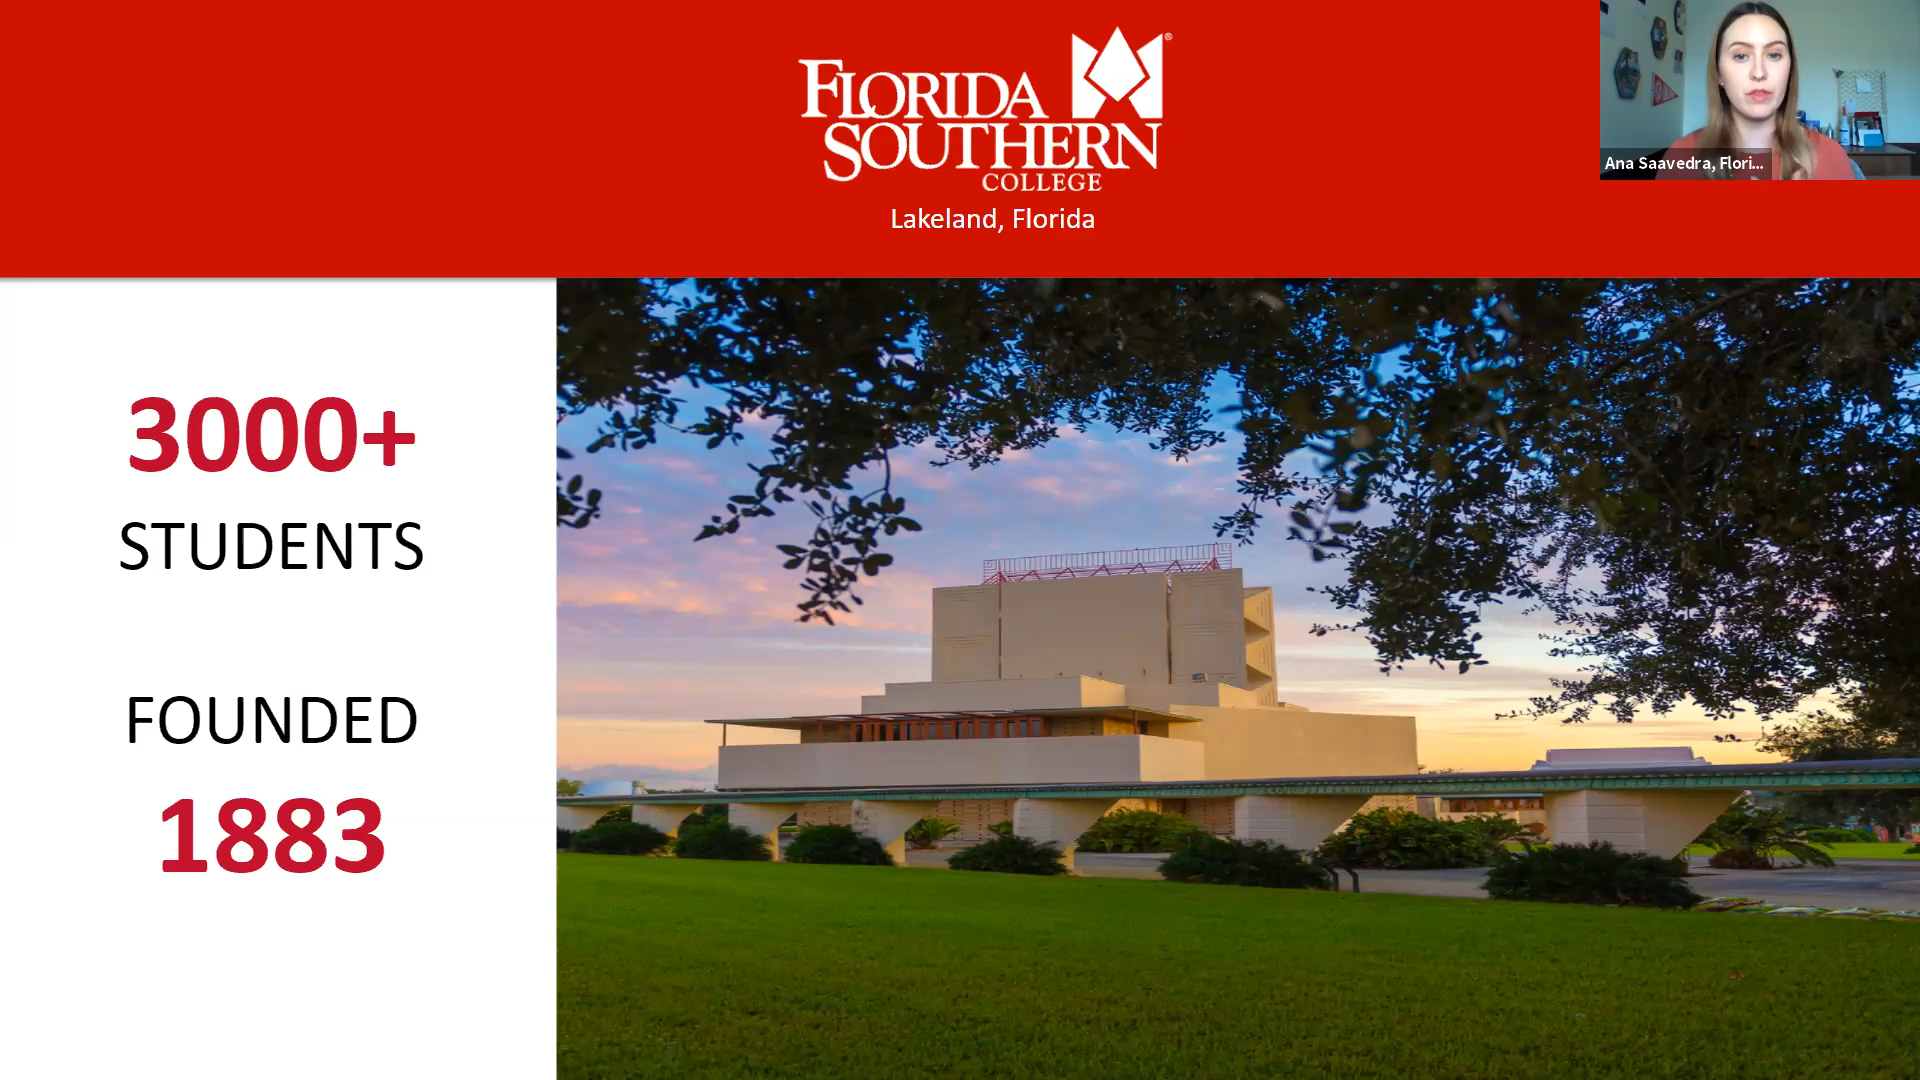 FLORIDA
SOUTHERN
COLLEGE
Lakeland, Florida
Ana Saavedra, Flori...
3000+
STUDENTS
FOUNDED
1883